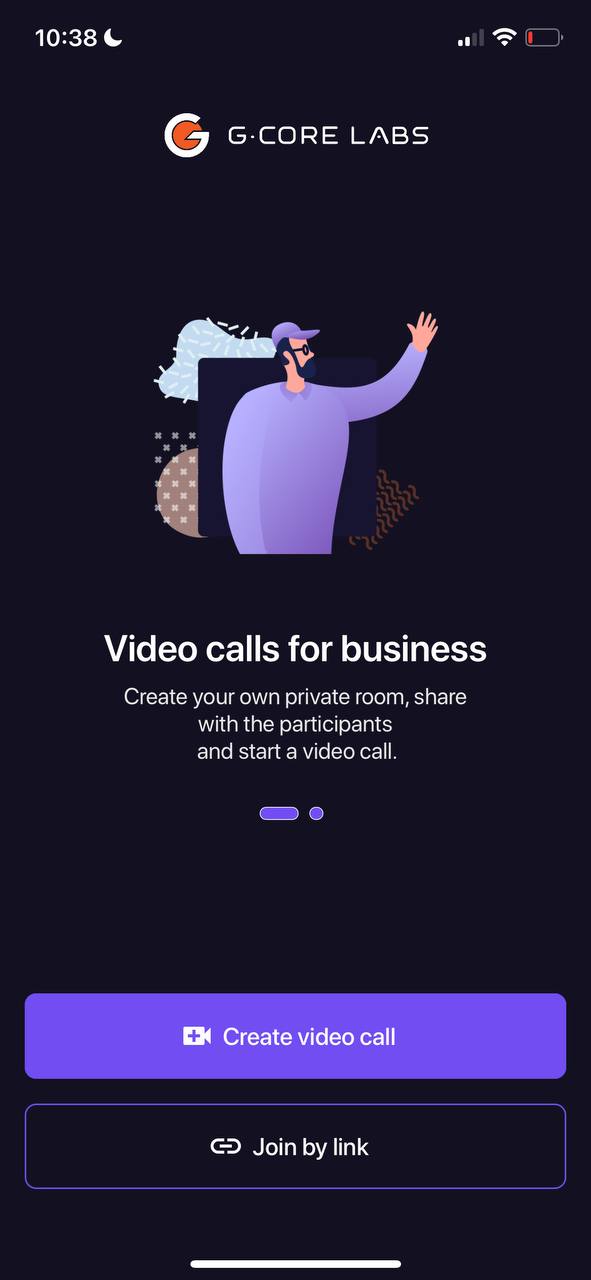 10:38
G·CORE LABS
Video calls for business
Create your own private room, share
with the participants
and start a video call.
Create video call
Join by link